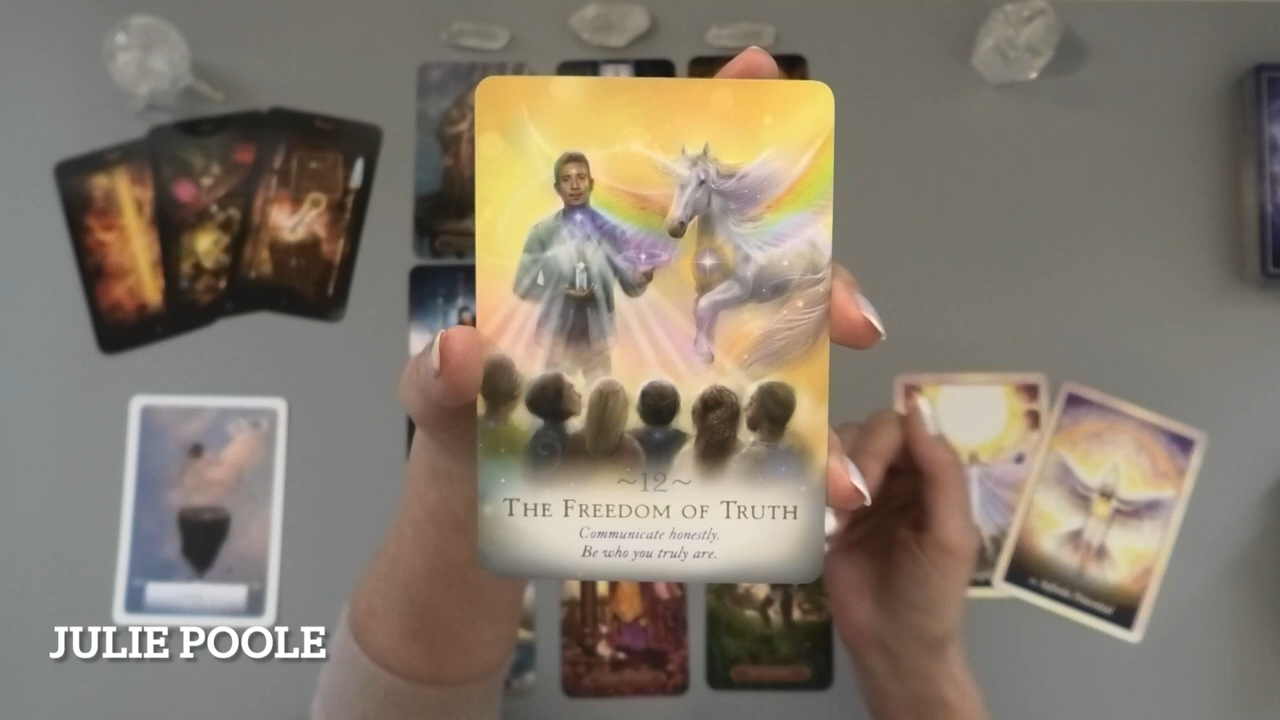 ~12~
THE FREEDOM OF TRUTH
Communicate honestly.
Be who you truly are.
JULIE POOLE